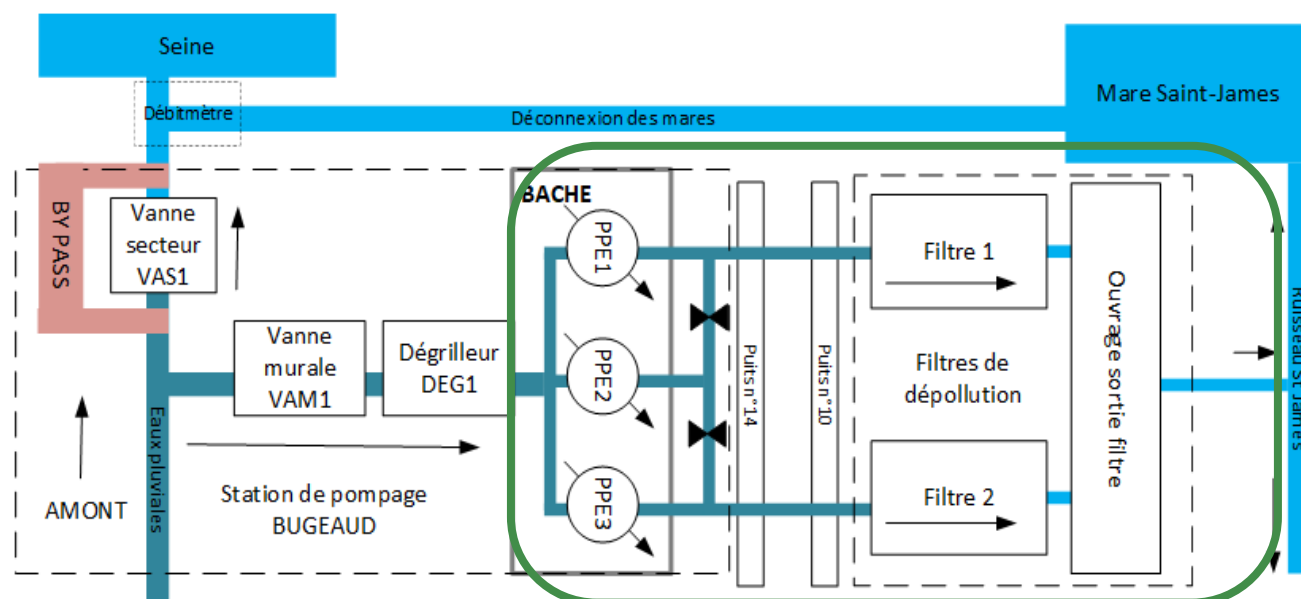 Seine
Débitmètre
Déconnexion des mares
Mare Saint-James
BY PASS
Vanne
secteur
VAS1
BACHE
PPE1
PPE2
PPE3
Vanne
murale
VAM1
Dégrilleur
DEG1
Eaux pluviales
AMONT
Station de pompage
BUGEAUD
Puits n°14
Puits n°10
Filtre 1
Filtres de
dépollution
Filtre 2
Ouvrage sortie filtre
Ruisseau St James